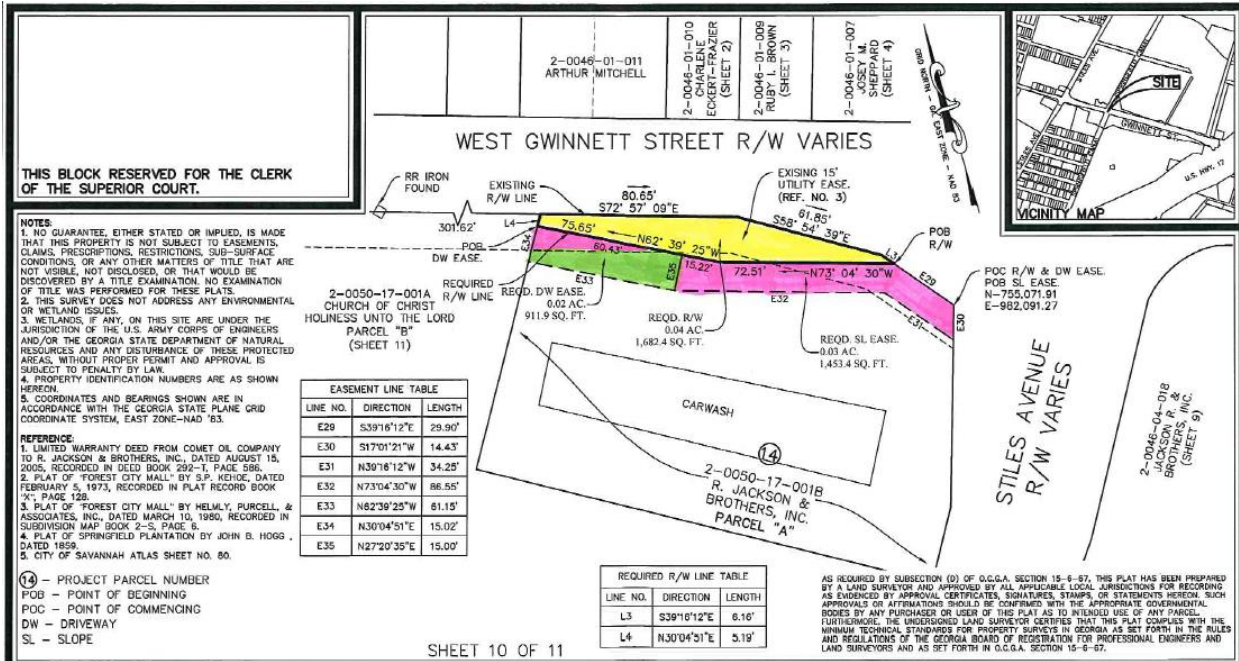 THIS BLOCK RESERVED FOR THE CLERK
OF THE SUPERIOR COURT.
NOTES:
1. NO GUARANTEE, EITHER STATED OR IMPLIED, IS MADE
THAT THIS PROPERTY IS NOT SUBJECT TO EASEMENTS,
CLAIMS, PRESCRIPTIONS, RESTRICTIONS, SUB-SURFACE
CONDITIONS, OR ANY OTHER MATTERS OF TITLE THAT ARE
NOT VISIBLE, NOT DISCLOSED, OR THAT WOULD BE
DISCOVERED BY A TITLE EXAMINATION. NO EXAMINATION
OF TITLE WAS PERFORMED FOR THESE PLATS.
2. THIS SURVEY DOES NOT ADDRESS ANY ENVIRONMENTAL
OR WETLAND ISSUES.
3. WETLANDS, IF ANY, ON THIS SITE ARE UNDER THE
JURISDICTION OF THE U.S. ARMY CORPS OF ENGINEERS
AND/OR THE GEORGIA STATE DEPARTMENT OF NATURAL
RESOURCES AND ANY DISTURBANCE OF THESE PROTECTED
AREAS, WITHOUT PROPER PERMIT AND APPROVAL IS
SUBJECT TO PENALTY BY LAW.
4. PROPERTY IDENTIFICATION NUMBERS ARE AS SHOWN
HEREON.
5. COORDINATES AND BEARINGS SHOWN ARE IN
ACCORDANCE WITH THE GEORGIA STATE PLANE GRID
COORDINATE SYSTEM, EAST ZONE-NAD '83.
REFERENCE:
1. LIMITED WARRANTY DEED FROM COMET OIL COMPANY
TO R. JACKSON & BROTHERS, INC., DATED AUGUST 15,
2005, RECORDED IN DEED BOOK 292-T, PAGE 586.
2. PLAT OF "FOREST CITY MALL" BY S.P. KEHOE, DATED
FEBRUARY 5, 1973, RECORDED IN PLAT RECORD BOOK
"X", PAGE 128.
3. PLAT OF "FOREST CITY MALL" BY HELMLY, PURCELL, &
ASSOCIATES, INC., DATED MARCH 10, 1980, RECORDED IN
SUBDIVISION MAP BOOK 2-S, PAGE 6.
4. PLAT OF SPRINGFIELD PLANTATION BY JOHN B. HOGG ,
DATED 1859.
5. CITY OF SAVANNAH ATLAS SHEET NO. 80.
14 - PROJECT PARCEL NUMBER
POB - POINT OF BEGINNING
POC - POINT OF COMMENCING
DW - DRIVEWAY
SL - SLOPE
2-0046-01-011
ARTHUR MITCHELL
2-0046-01-010
CHARLENE
ECKERT-FRAZIER
(SHEET 2)
2-0046-01-009
RUBY I. BROWN
(SHEET 3)
2-0046-01-007
JOSEY M.
SHEPPARD
(SHEET 4)
GRID NORTH - GA. EAST ZONE - NAD 83
SITE
STILES AVE
GWINNETT ST.
STILES AVE
U.S. HWY. 17
VICINITY MAP
WEST GWINNETT STREET R/W VARIES
RR IRON
FOUND
EXISTING
R/W LINE
80.65'
S72° 57' 09"E
EXISING 15'
UTILITY EASE.
(REF. NO. 3)
61.85'
S58° 54' 39"E
301.62'
L4
75.65'
N62° 39' 25"W
L3
POB
R/W
POB
DW EASE.
E34
60.43'
E35
15.22'
72.51'
N73° 04' 30"W
E29
E33
E32
E31
E30
POC R/W & DW EASE.
POB SL EASE.
N-755,071.91
E-982,091.27
REQUIRED
R/W LINE
REQD. DW EASE.
0.02 AC.
911.9 SQ. FT.
REQD. R/W
0.04 AC.
1,682.4 SQ. FT.
REQD. SL EASE.
0.03 AC.
1,453.4 SQ. FT.
2-0050-17-001A
CHURCH OF CHRIST
HOLINESS UNTO THE LORD
PARCEL "B"
(SHEET 11)
EASEMENT LINE TABLE
LINE NO. DIRECTION LENGTH
E29 S39°16'12"E 29.90'
E30 S17°01'21"W 14.43'
E31 N39°16'12"W 34.25'
E32 N73°04'30"W 86.55'
E33 N62°39'25"W 61.15'
E34 N30°04'51"E 15.02'
E35 N27°20'35"E 15.00'
CARWASH
14
2-0050-17-001B
R. JACKSON &
BROTHERS, INC.
PARCEL "A"
STILES AVENUE
R/W VARIES
2-0046-04-018
JACKSON R. &
BROTHERS, INC.
(SHEET 9)
REQUIRED R/W LINE TABLE
LINE NO. DIRECTION LENGTH
L3 S39°16'12"E 6.16'
L4 N.30°04'51"E 5.19'
AS REQUIRED BY SUBSECTION (D) OF O.C.G.A. SECTION 15-6-67, THIS PLAT HAS BEEN PREPARED
BY A LAND SURVEYOR AND APPROVED BY ALL APPLICABLE LOCAL JURISDICTIONS FOR RECORDING
AS EVIDENCED BY APPROVAL CERTIFICATES, SIGNATURES, STAMPS, OR STATEMENTS HEREON. SUCH
APPROVALS OR AFFIRMATIONS SHOULD BE CONFIRMED WITH THE APPROPRIATE GOVERNMENTAL
BODIES BY ANY PURCHASER OR USER OF THIS PLAT AS TO INTENDED USE OF ANY PARCEL.
FURTHERMORE, THE UNDERSIGNED LAND SURVEYOR CERTIFIES THAT THIS PLAT COMPLIES WITH THE
MINIMUM TECHNICAL STANDARDS FOR PROPERTY SURVEYS IN GEORGIA AS SET FORTH IN THE RULES
AND REGULATIONS OF THE GEORGIA BOARD OF REGISTRATION FOR PROFESSIONAL ENGINEERS AND
LAND SURVEYORS AND AS SET FORTH IN O.C.G.A. SECTION 15-6-67.
SHEET 10 OF 11